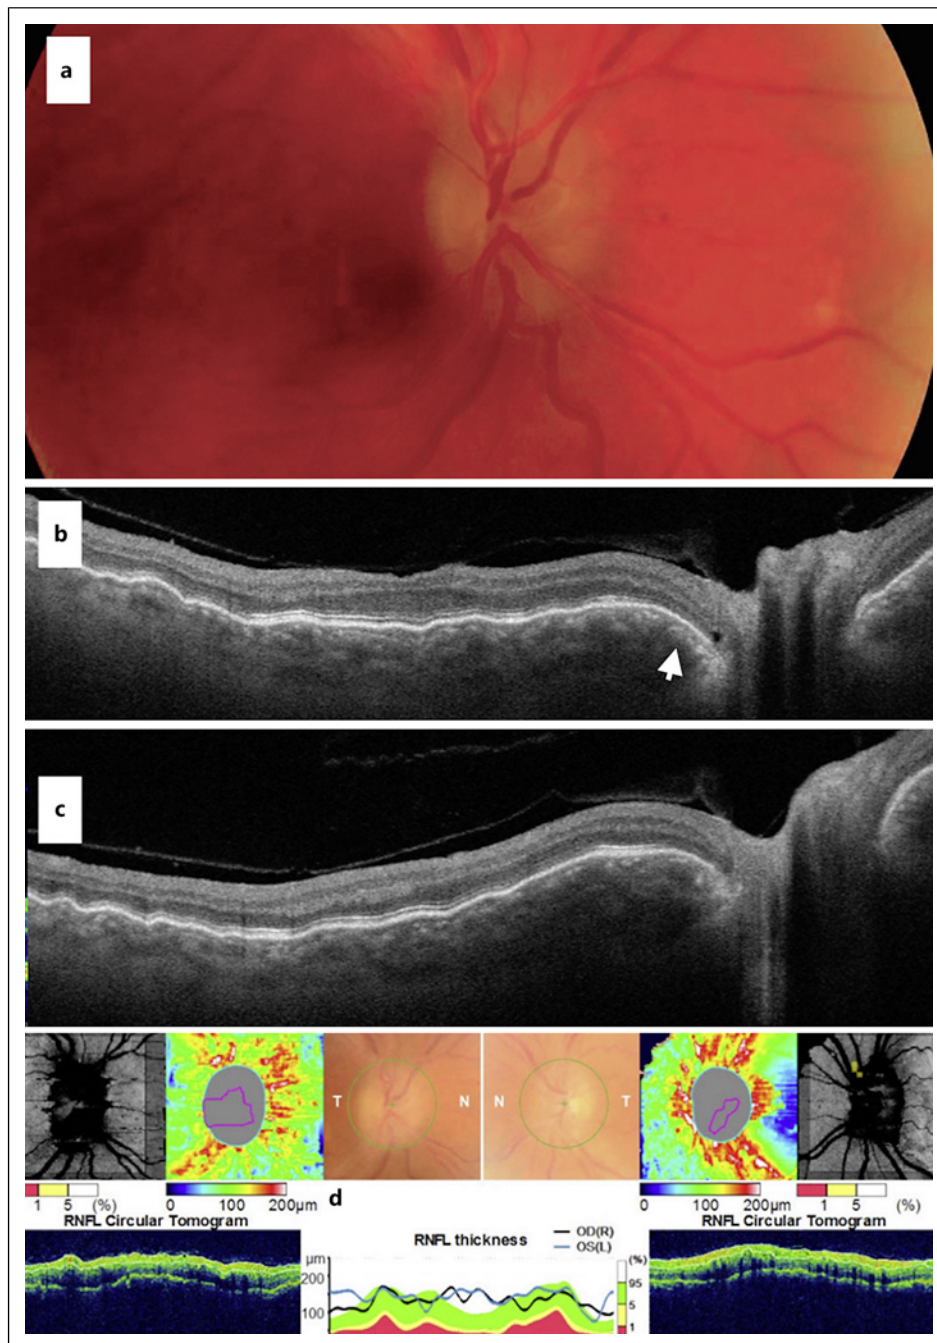 a
b
c
T
N
N
T
0
100
200µm
d
0
100
200µm
1
5
(%)
1
5
(%)
RNFL Circular Tomogram
RNFL thickness
OD(R)
OS(L)
RNFL Circular Tomogram
µm
200
100
(%)
95
5
1